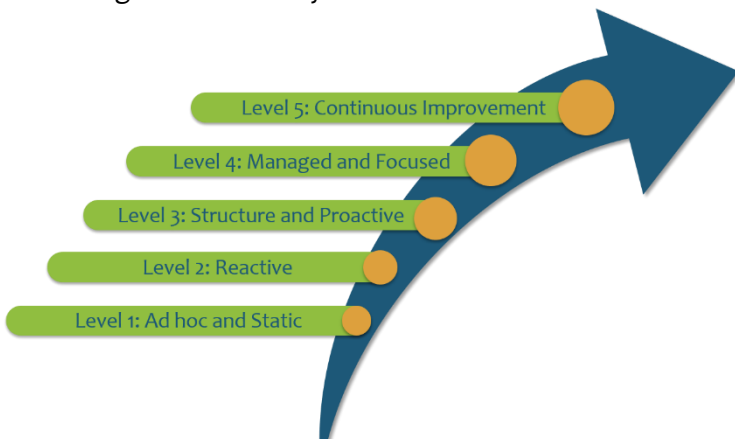 Level 5: Continuous Improvement
Level 4: Managed and Focused
Level 3: Structure and Proactive
Level 2: Reactive
Level 1: Ad hoc and Static